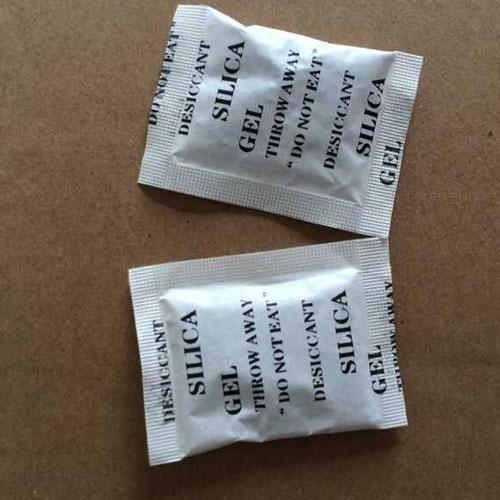 DO NOT EAT"
DESICCANT
SILICA
GEL
THROW AWAY
"DO NOT EAT"
DESICCANT
SILICA
GEL
DESICCANT
SILICA
GEL
THROW AWAY
"DO NOT EAT"
DESICCANT
SILICA
GEL
THROW AWAY